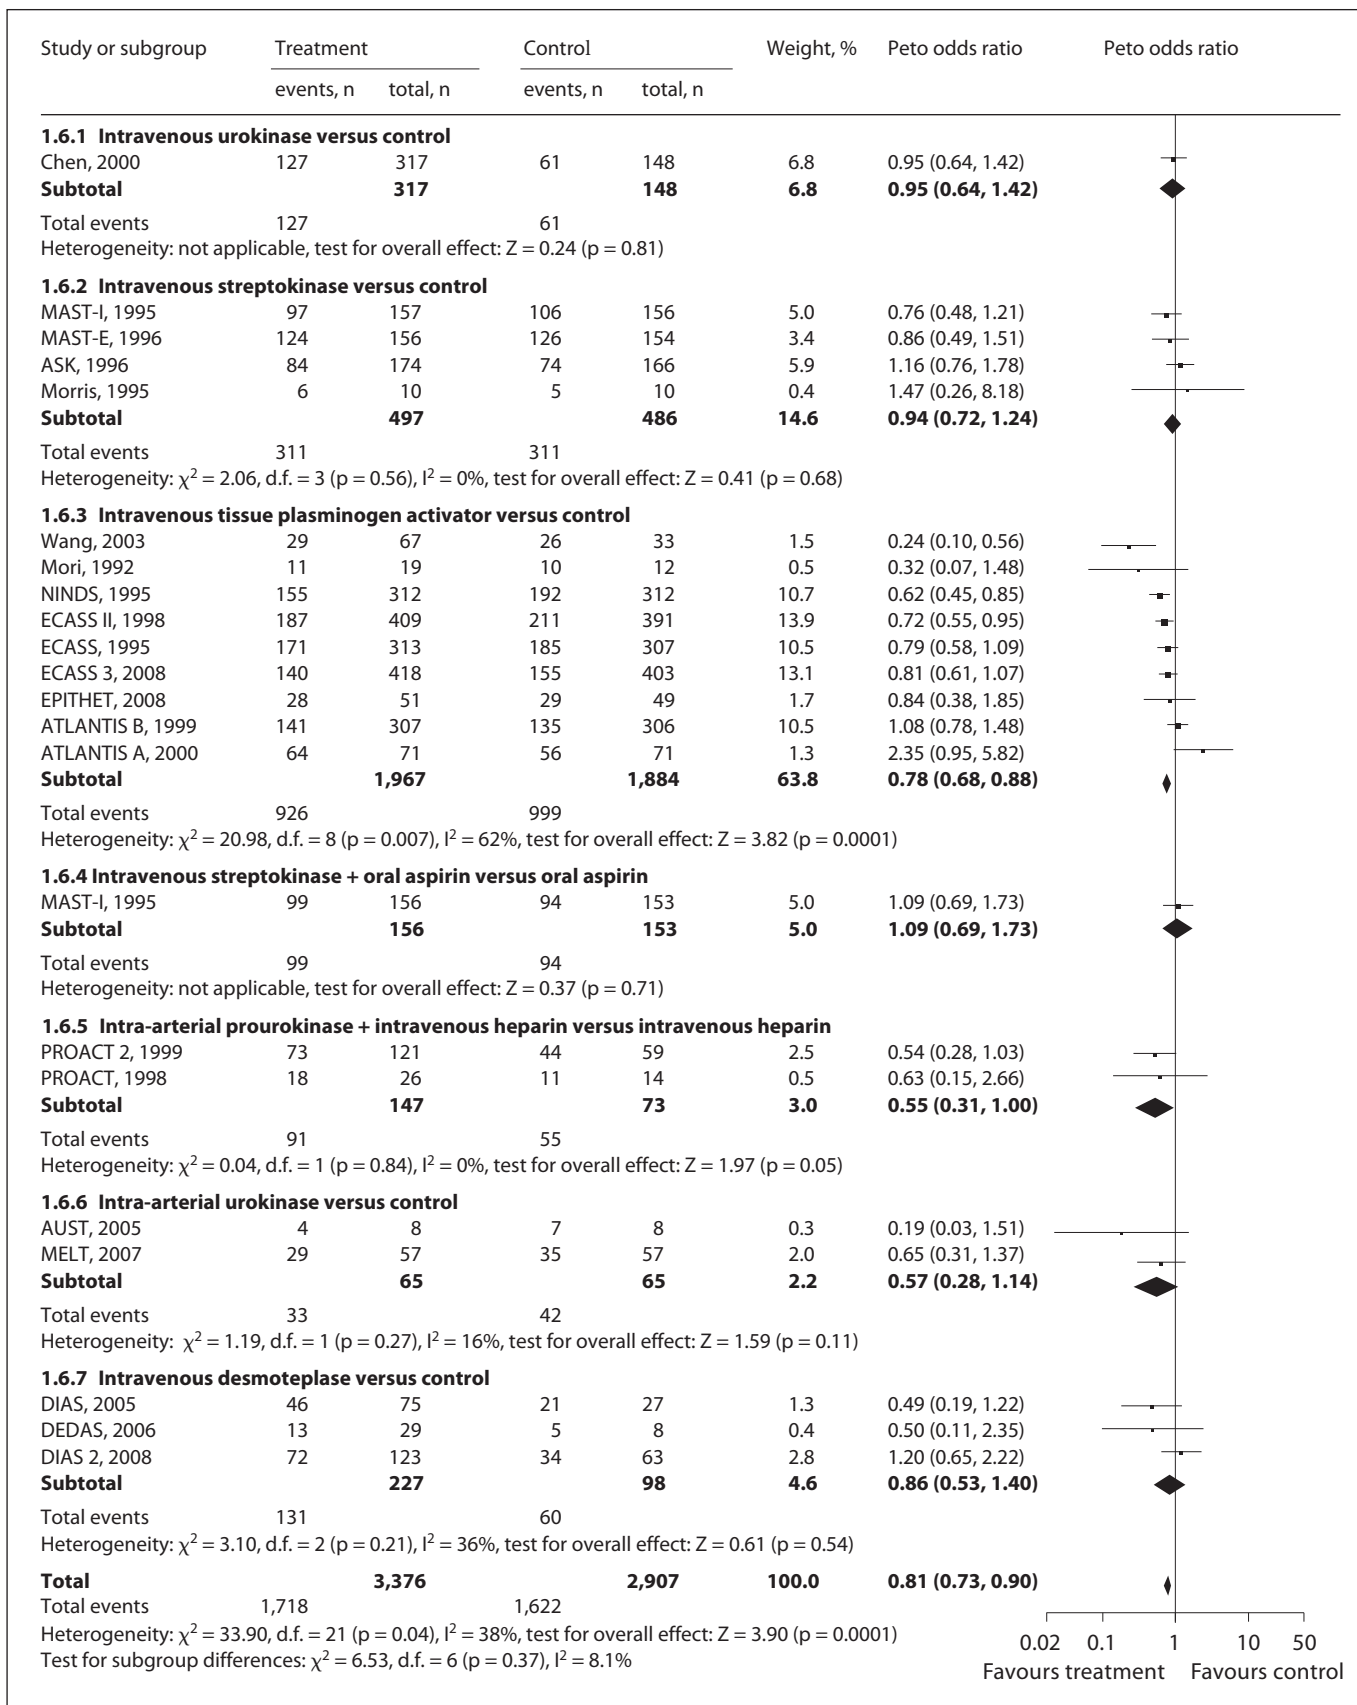 Study or subgroup Treatment Control Weight, % Peto odds ratio Peto odds ratio
events, n total, n events, n total, n
1.6.1 Intravenous urokinase versus control
Chen, 2000 127 317 61 148 6.8 0.95 (0.64, 1.42)
Subtotal 317 148 6.8 0.95 (0.64, 1.42)
Total events 127 61
Heterogeneity: not applicable, test for overall effect: Z = 0.24 (p = 0.81)
1.6.2 Intravenous streptokinase versus control
MAST-I, 1995 97 157 106 156 5.0 0.76 (0.48, 1.21)
MAST-E, 1996 124 156 126 154 3.4 0.86 (0.49, 1.51)
ASK, 1996 84 174 74 166 5.9 1.16 (0.76, 1.78)
Morris, 1995 6 10 5 10 0.4 1.47 (0.26, 8.18)
Subtotal 497 486 14.6 0.94 (0.72, 1.24)
Total events 311 311
Heterogeneity: χ² = 2.06, d.f. = 3 (p = 0.56), I² = 0%, test for overall effect: Z = 0.41 (p = 0.68)
1.6.3 Intravenous tissue plasminogen activator versus control
Wang, 2003 29 67 26 33 1.5 0.24 (0.10, 0.56)
Mori, 1992 11 19 10 12 0.5 0.32 (0.07, 1.48)
NINDS, 1995 155 312 192 312 10.7 0.62 (0.45, 0.85)
ECASS II, 1998 187 409 211 391 13.9 0.72 (0.55, 0.95)
ECASS, 1995 171 313 185 307 10.5 0.79 (0.58, 1.09)
ECASS 3, 2008 140 418 155 403 13.1 0.81 (0.61, 1.07)
EPITHET, 2008 28 51 29 49 1.7 0.84 (0.38, 1.85)
ATLANTIS B, 1999 141 307 135 306 10.5 1.08 (0.78, 1.48)
ATLANTIS A, 2000 64 71 56 71 1.3 2.35 (0.95, 5.82)
Subtotal 1,967 1,884 63.8 0.78 (0.68, 0.88)
Total events 926 999
Heterogeneity: χ² = 20.98, d.f. = 8 (p = 0.007), I² = 62%, test for overall effect: Z = 3.82 (p = 0.0001)
1.6.4 Intravenous streptokinase + oral aspirin versus oral aspirin
MAST-I, 1995 99 156 94 153 5.0 1.09 (0.69, 1.73)
Subtotal 156 153 5.0 1.09 (0.69, 1.73)
Total events 99 94
Heterogeneity: not applicable, test for overall effect: Z = 0.37 (p = 0.71)
1.6.5 Intra-arterial prourokinase + intravenous heparin versus intravenous heparin
PROACT 2, 1999 73 121 44 59 2.5 0.54 (0.28, 1.03)
PROACT, 1998 18 26 11 14 0.5 0.63 (0.15, 2.66)
Subtotal 147 73 3.0 0.55 (0.31, 1.00)
Total events 91 55
Heterogeneity: χ² = 0.04, d.f. = 1 (p = 0.84), I² = 0%, test for overall effect: Z = 1.97 (p = 0.05)
1.6.6 Intra-arterial urokinase versus control
AUST, 2005 4 8 7 8 0.3 0.19 (0.03, 1.51)
MELT, 2007 29 57 35 57 2.0 0.65 (0.31, 1.37)
Subtotal 65 65 2.2 0.57 (0.28, 1.14)
Total events 33 42
Heterogeneity: χ² = 1.19, d.f. = 1 (p = 0.27), I² = 16%, test for overall effect: Z = 1.59 (p = 0.11)
1.6.7 Intravenous desmoteplase versus control
DIAS, 2005 46 75 21 27 1.3 0.49 (0.19, 1.22)
DEDAS, 2006 13 29 5 8 0.4 0.50 (0.11, 2.35)
DIAS 2, 2008 72 123 34 63 2.8 1.20 (0.65, 2.22)
Subtotal 227 98 4.6 0.86 (0.53, 1.40)
Total events 131 60
Heterogeneity: χ² = 3.10, d.f. = 2 (p = 0.21), I² = 36%, test for overall effect: Z = 0.61 (p = 0.54)
Total 3,376 2,907 100.0 0.81 (0.73, 0.90)
Total events 1,718 1,622
Heterogeneity: χ² = 33.90, d.f. = 21 (p = 0.04), I² = 38%, test for overall effect: Z = 3.90 (p = 0.0001)
Test for subgroup differences: χ² = 6.53, d.f. = 6 (p = 0.37), I² = 8.1%
0.02 0.1 1 10 50
Favours treatment Favours control